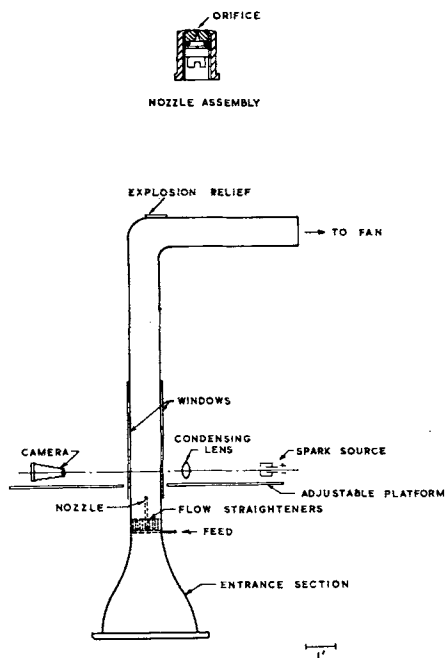 ORIFICE
NOZZLE ASSEMBLY
EXPLOSION RELIEF
TO FAN
WINDOWS
CAMERA
CONDENSING
LENS
SPARK SOURCE
ADJUSTABLE PLATFORM
NOZZLE
FLOW STRAIGHTENERS
FEED
ENTRANCE SECTION
1'